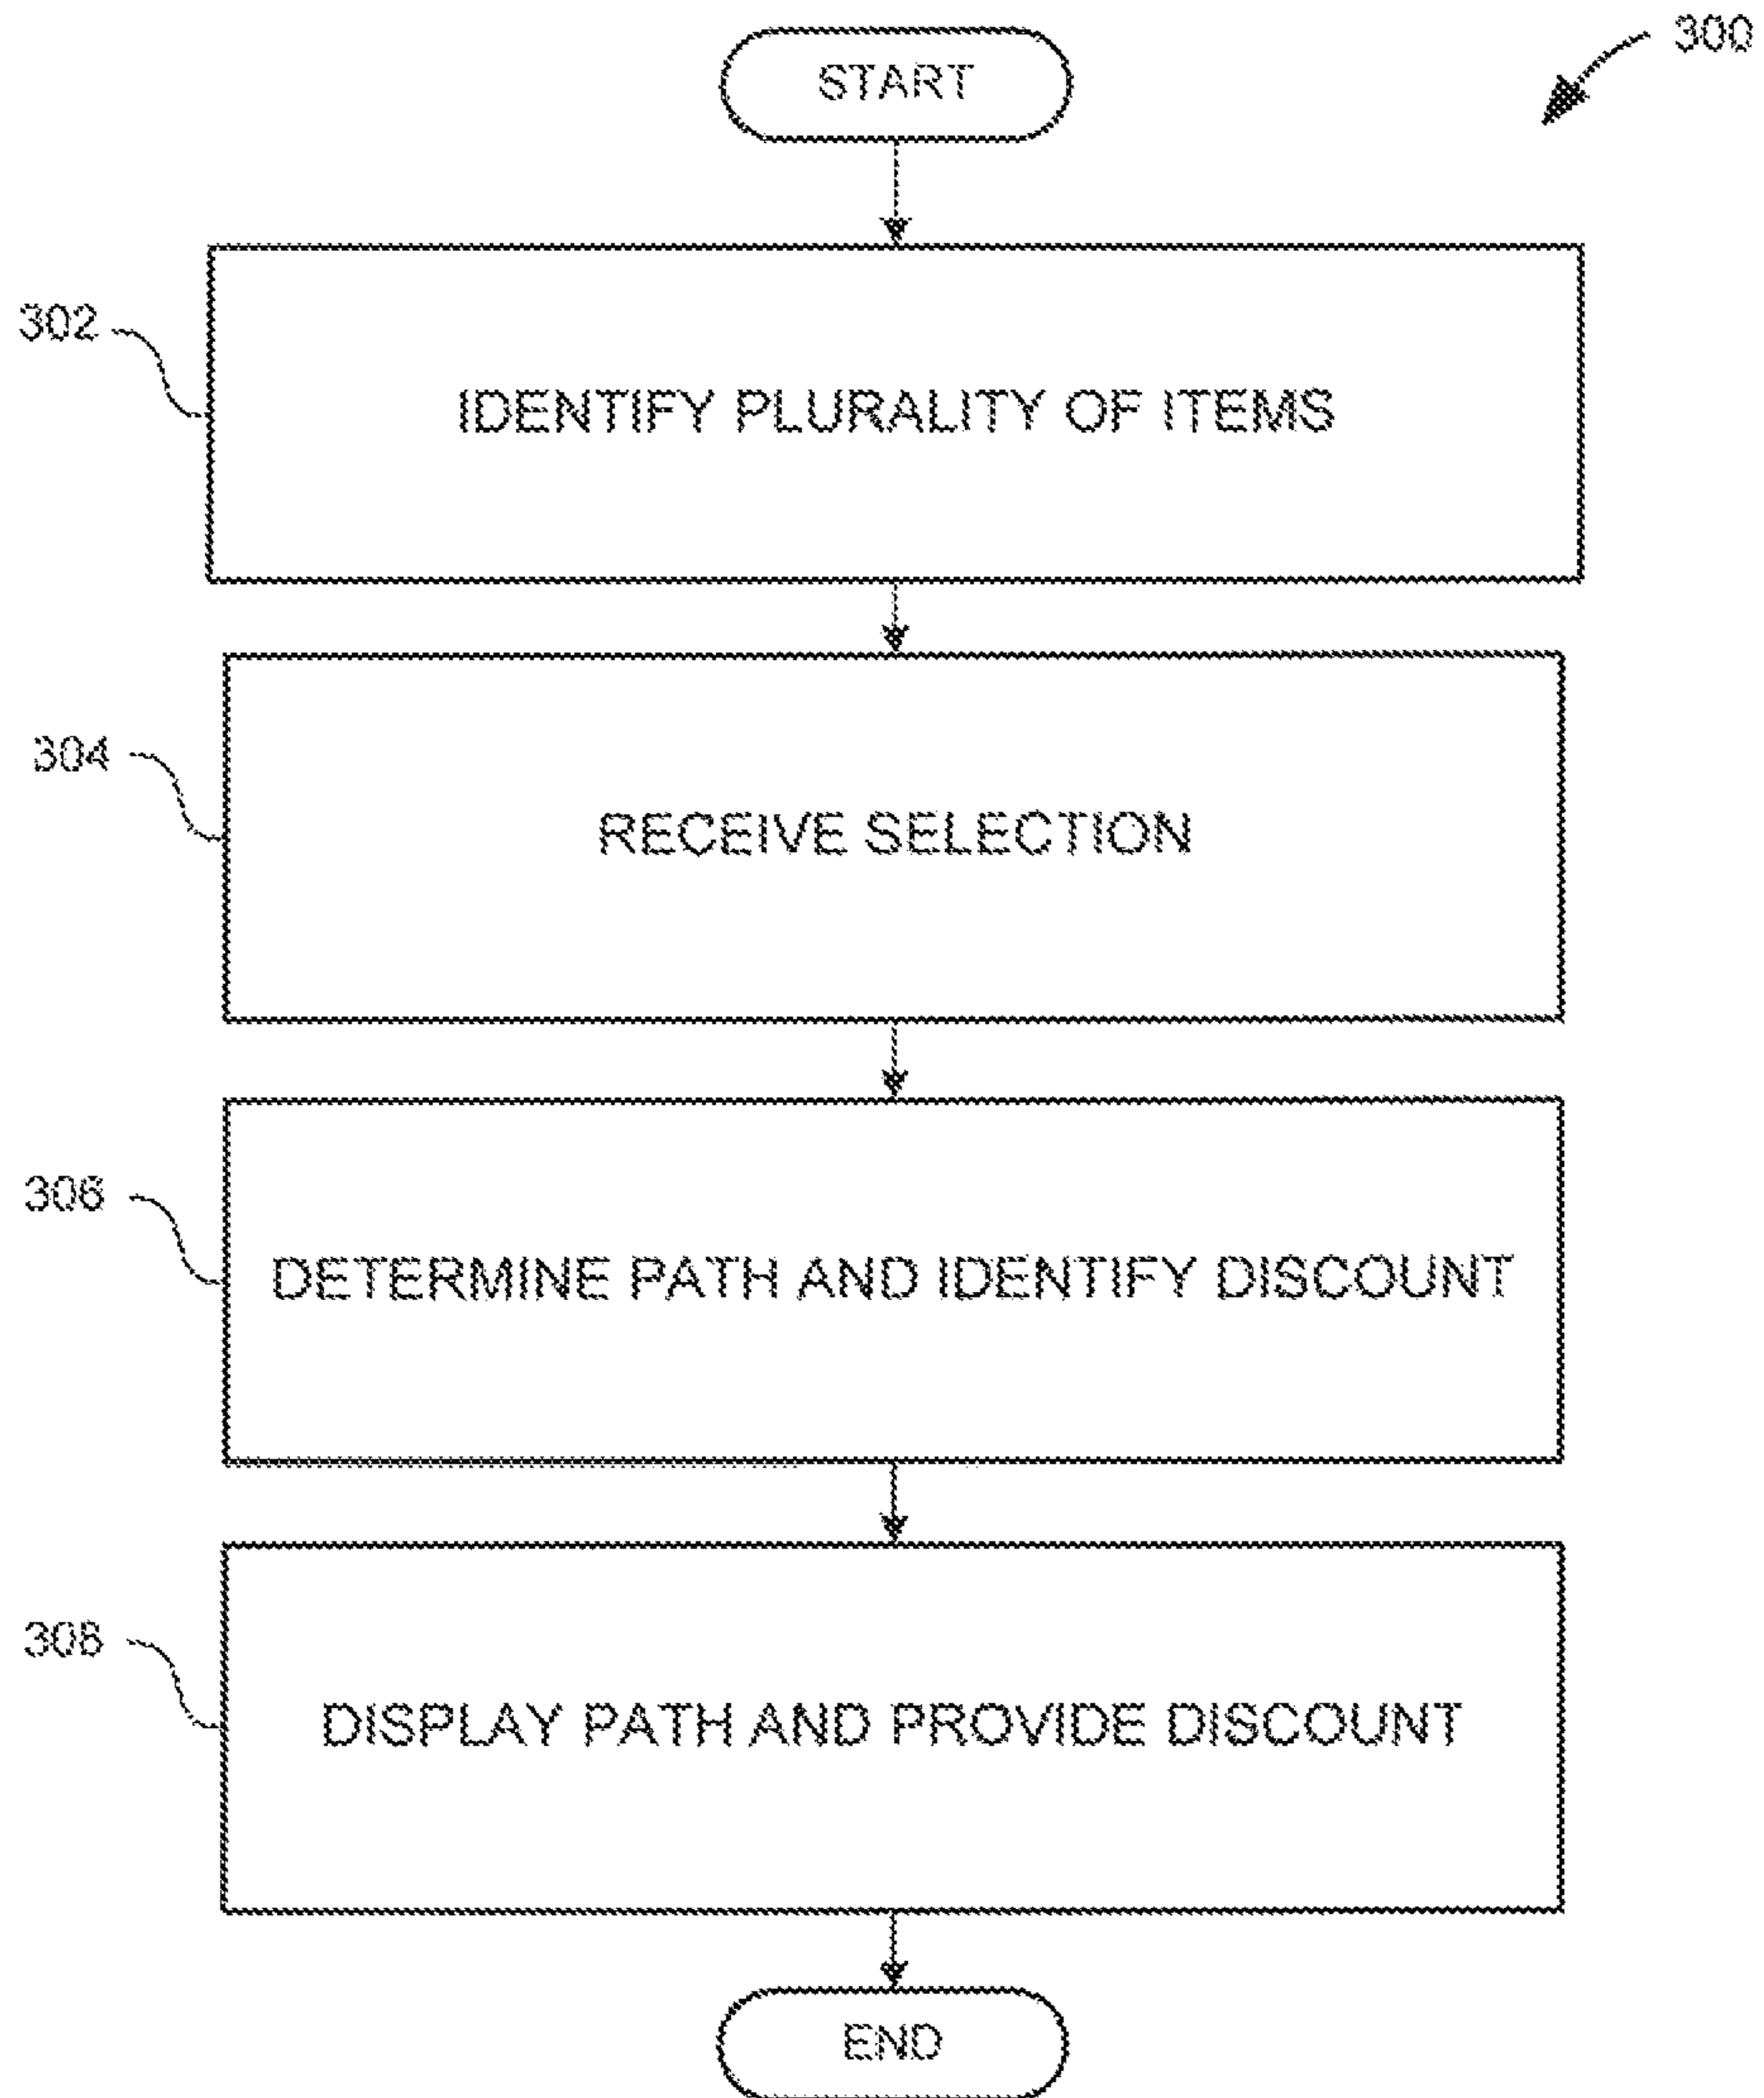 300
START
302
IDENTIFY PLURALITY OF ITEMS
304
RECEIVE SELECTION
306
DETERMINE PATH AND IDENTIFY DISCOUNT
308
DISPLAY PATH AND PROVIDE DISCOUNT
END